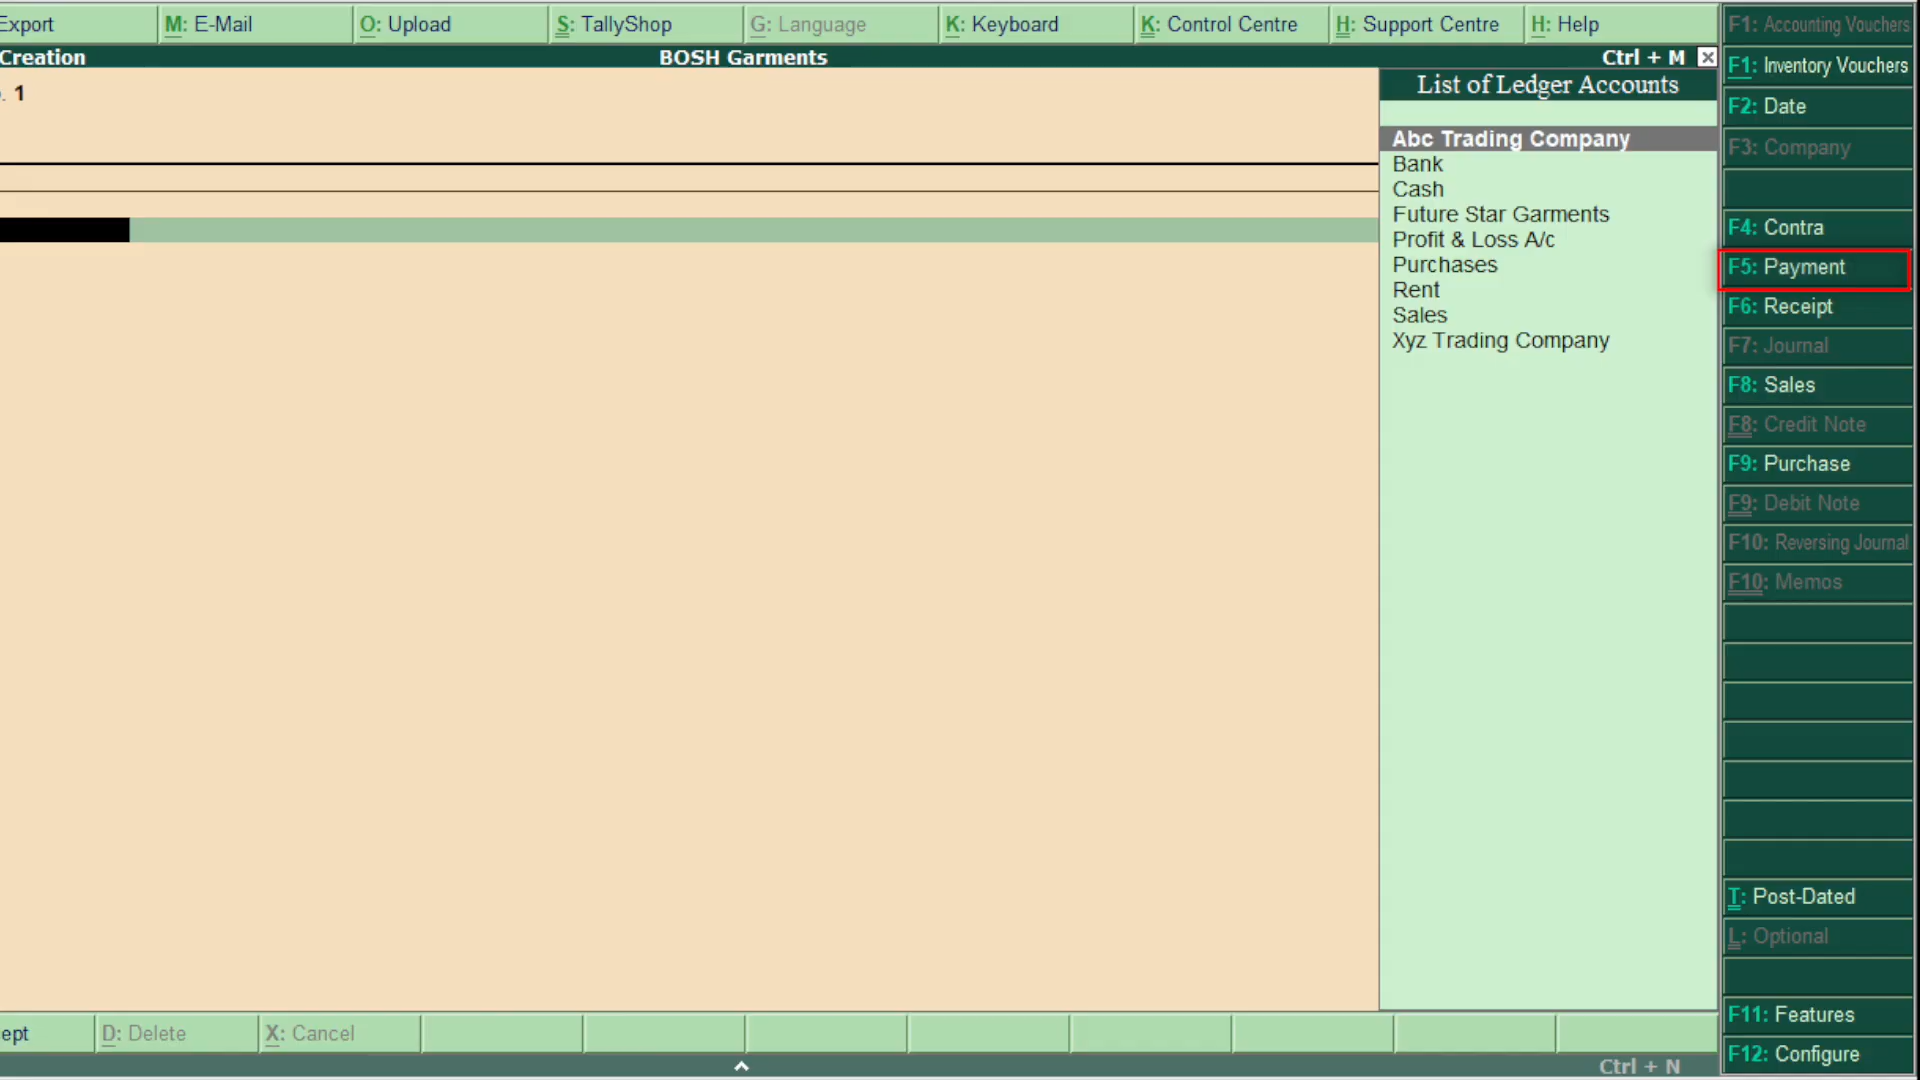 Export
M: E-Mail
O: Upload
S: TallyShop
G: Language
K: Keyboard
K: Control Centre
H: Support Centre
H: Help
Creation
BOSH Garments
Ctrl + M
. 1
List of Ledger Accounts
Abc Trading Company
Bank
Cash
Future Star Garments
Profit & Loss A/c
Purchases
Rent
Sales
Xyz Trading Company
F1: Accounting Vouchers
F1: Inventory Vouchers
F2: Date
F3: Company
F4: Contra
F5: Payment
F6: Receipt
F7: Journal
F8: Sales
F8: Credit Note
F9: Purchase
F9: Debit Note
F10: Reversing Journal
F10: Memos
T: Post-Dated
L: Optional
F11: Features
F12: Configure
ept
D: Delete
X: Cancel
Ctrl + N